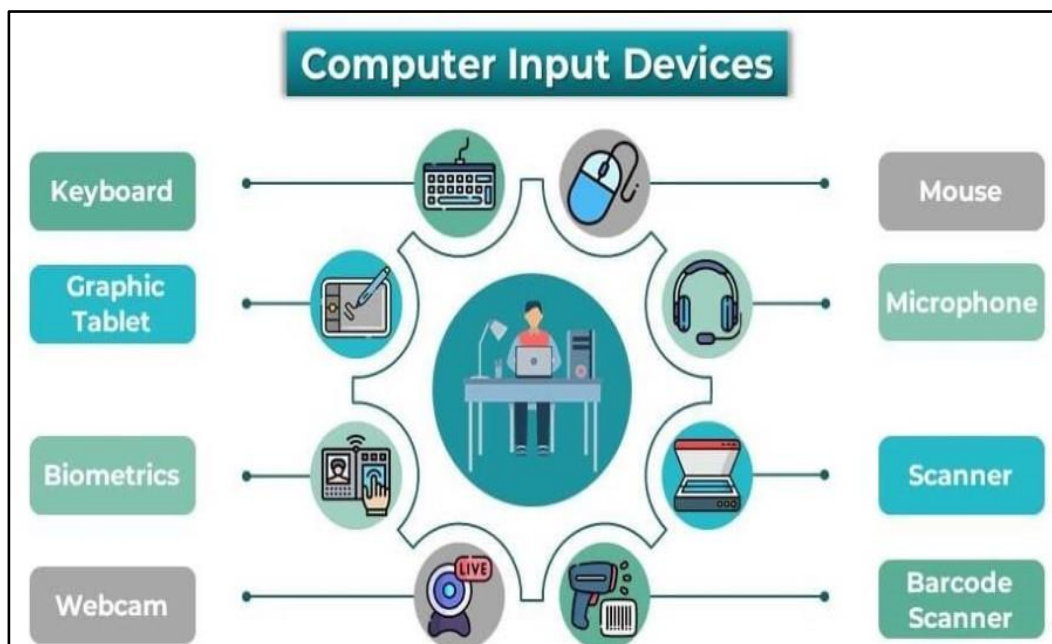 Computer Input Devices
Keyboard
Mouse
Graphic
Tablet
Microphone
Biometrics
Scanner
LIVE
Webcam
Barcode
Scanner